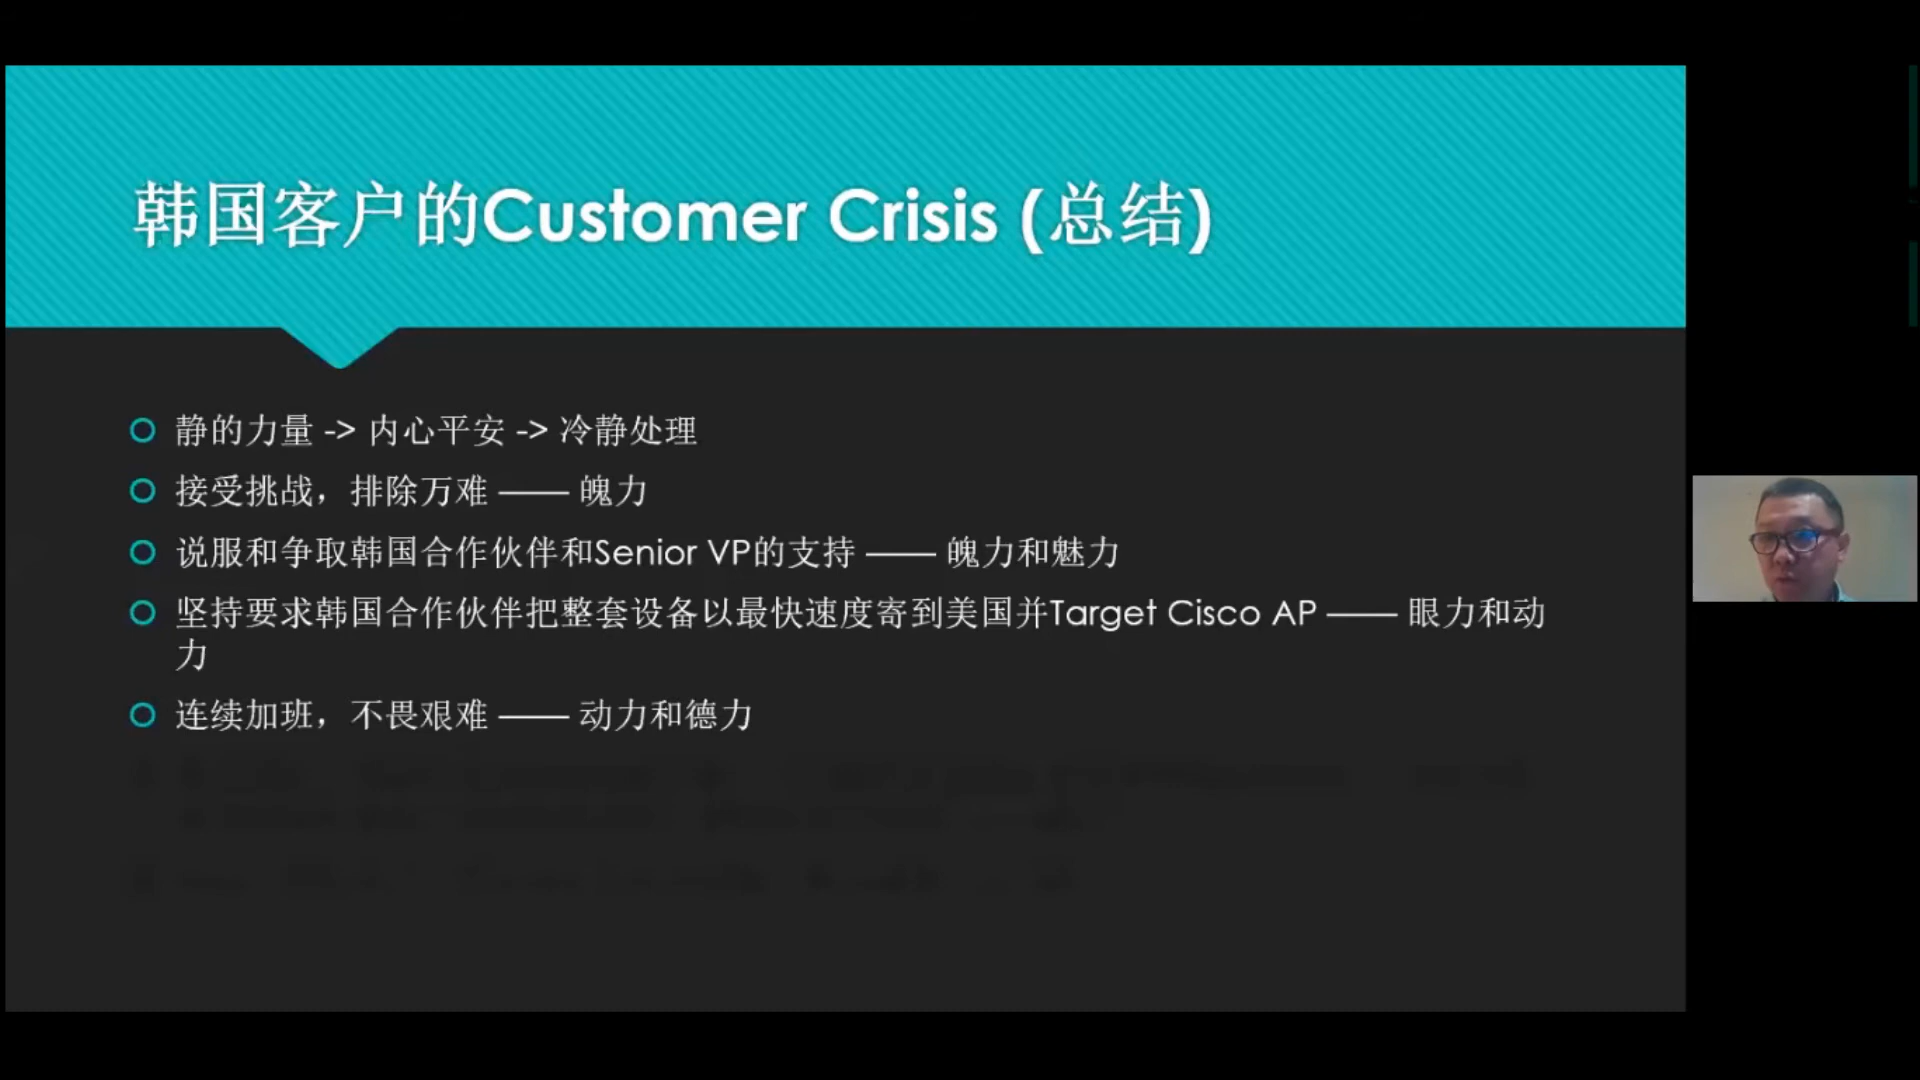 韩国客户的Customer Crisis (总结)
静的力量 -> 内心平安 -> 冷静处理
接受挑战，排除万难 —— 魄力
说服和争取韩国合作伙伴和Senior VP的支持 —— 魄力和魅力
坚持要求韩国合作伙伴把整套设备以最快速度寄到美国并Target Cisco AP —— 眼力和动
力
连续加班，不畏艰难 —— 动力和德力